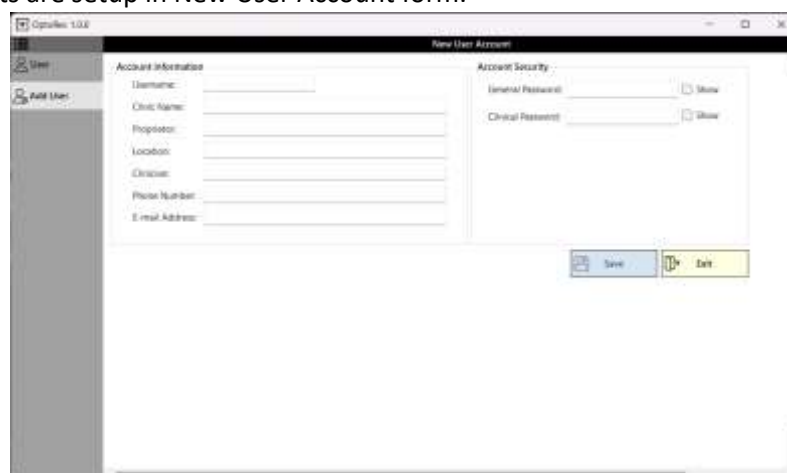 ts are setup in New User Account form.
1.0.0
New User Account
User
Add User
Account Information
Username:
Clinic Name:
Proprietor:
Location:
Clinician:
Phone Number:
E-mail Address:
Account Security
General Password: Show
Clinical Password: Show
Save Exit